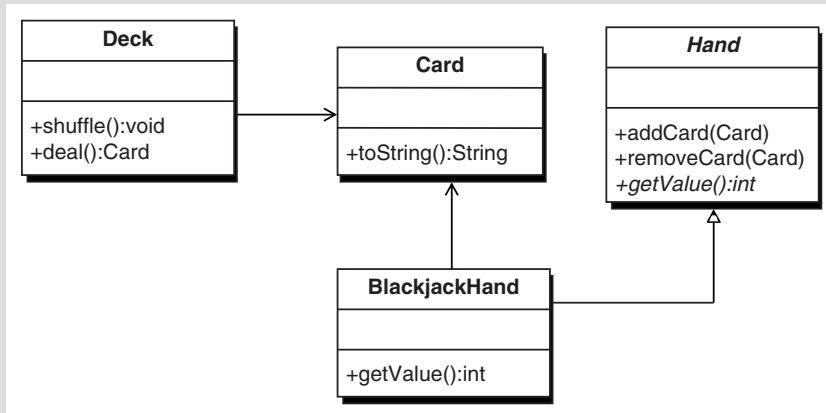 Deck
+shuffle():void
+deal():Card
Card
+toString():String
Hand
+addCard(Card)
+removeCard(Card)
+getValue():int
BlackjackHand
+getValue():int